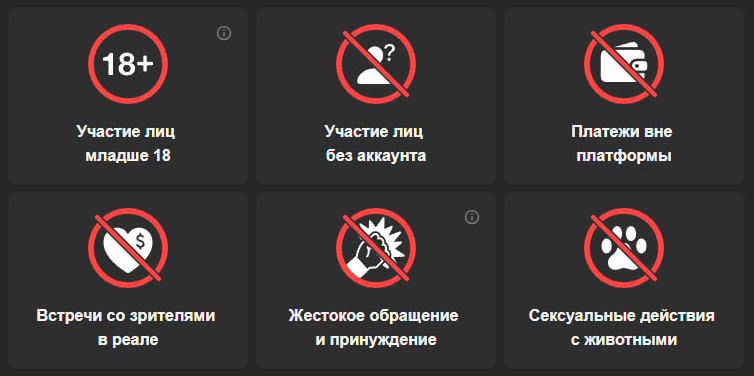 18+
Участие лиц
младше 18
?
Участие лиц
без аккаунта
Платежи вне
платформы
$
Встречи со зрителями
в реале
Жестокое обращение
и принуждение
Сексуальные действия
с животными